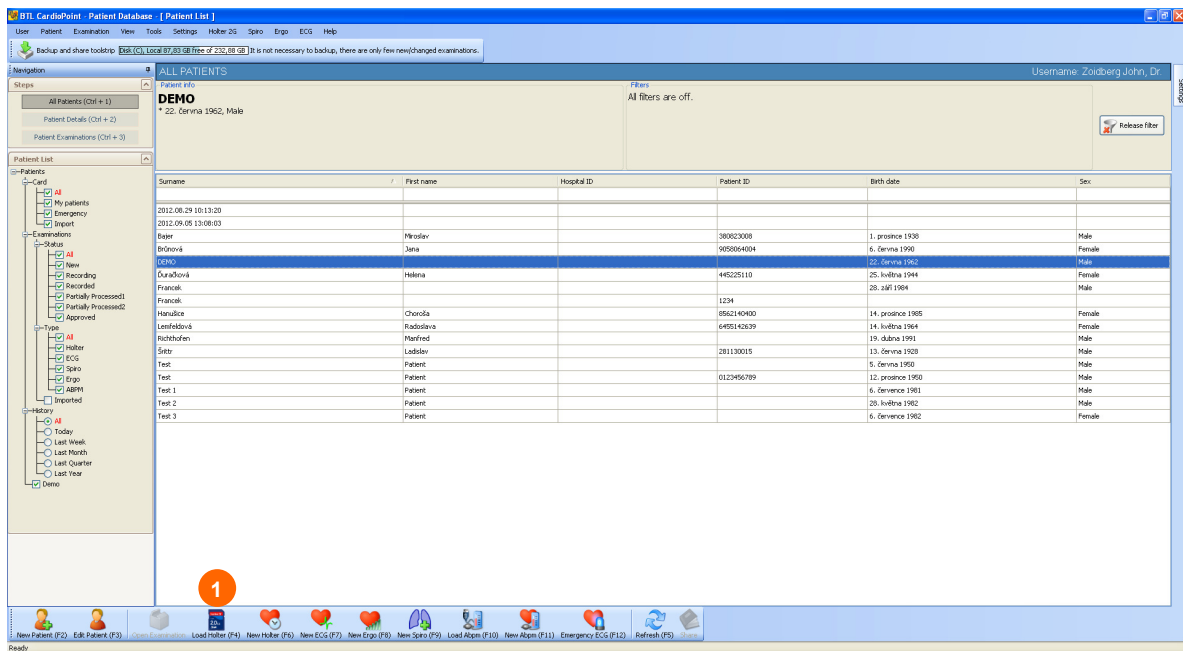 BTL CardioPoint - Patient Database - [ Patient List ]
User Patient Examination View Tools Settings Holter 2G Spiro Ergo ECG Help
Backup and share toolstrip Disk (C), Local 87,83 GB free of 232,88 GB It is not necessary to backup, there are only few new/changed examinations.
Navigation
Steps
All Patients (Ctrl + 1)
Patient Details (Ctrl + 2)
Patient Examinations (Ctrl + 3)
Patient List
Patients
Card
All
My patients
Emergency
Import
Examinations
Status
All
New
Recording
Recorded
Partially Processed1
Partially Processed2
Approved
Type
All
Holter
ECG
Spiro
Ergo
ABPM
Imported
History
All
Today
Last Week
Last Month
Last Quarter
Last Year
Demo
ALL PATIENTS Username: Zoidberg John, Dr.
Settings
Patient info
DEMO
* 22. června 1962, Male
Filters
All filters are off.
Release filter
Surname First name Hospital ID Patient ID Birth date Sex
2012.08.29 10:13:20
2012.09.05 13:08:03
Bajer Miroslav 380823008 1. prosince 1938 Male
Brůnová Jana 9058064004 6. června 1990 Female
DEMO 22. června 1962 Male
Ďuračková Helena 445225110 25. května 1944 Female
Francek 28. září 1984 Male
Francek 1234
Hanušice Choroša 8562140400 14. prosince 1985 Female
Lemfeldová Radoslava 6455142639 14. května 1964 Female
Richthofen Manfred 19. dubna 1991 Male
Šrittr Ladislav 281130015 13. června 1928 Male
Test Patient 5. června 1950 Male
Test Patient 0123456789 12. prosince 1950 Male
Test 1 Patient 6. července 1981 Male
Test 2 Patient 28. května 1982 Male
Test 3 Patient 6. července 1982 Female
1
New Patient (F2) Edit Patient (F3) Open Examination Load Holter (F4) New Holter (F6) New ECG (F7) New Ergo (F8) New Spiro (F9) Load Abpm (F10) New Abpm (F11) Emergency ECG (F12) Refresh (F5) Share
Ready